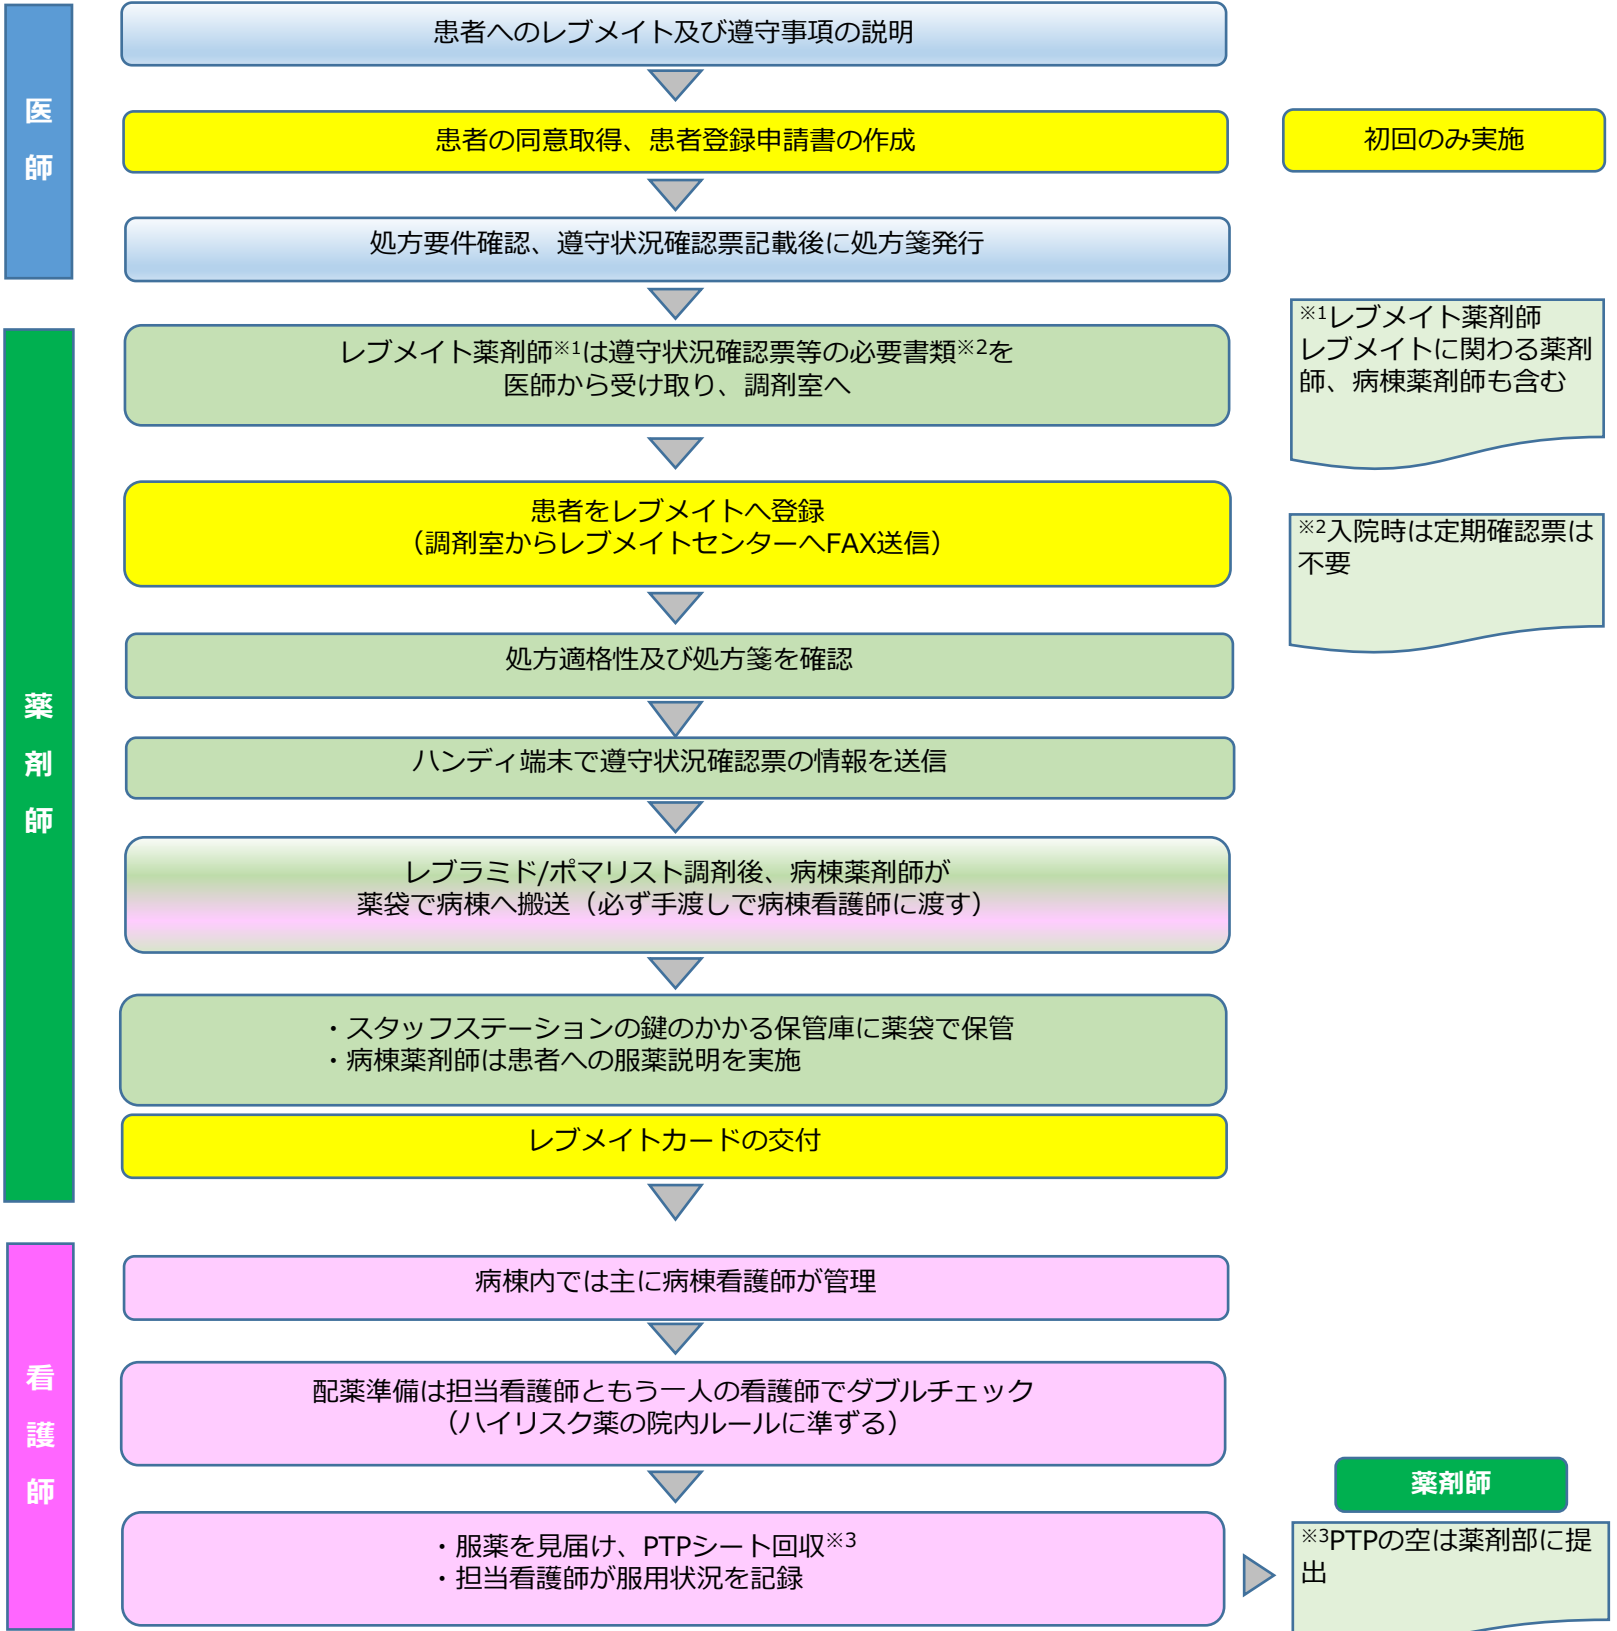 医師
患者へのレブメイト及び遵守事項の説明
患者の同意取得、患者登録申請書の作成
初回のみ実施
処方要件確認、遵守状況確認票記載後に処方箋発行
薬剤師
レブメイト薬剤師※1は遵守状況確認票等の必要書類※2を
医師から受け取り、調剤室へ
※1レブメイト薬剤師
レブメイトに関わる薬剤
師、病棟薬剤師も含む
患者をレブメイトへ登録
（調剤室からレブメイトセンターへFAX送信）
※2入院時は定期確認票は
不要
処方適格性及び処方箋を確認
ハンディ端末で遵守状況確認票の情報を送信
レブラミド/ポマリスト調剤後、病棟薬剤師が
薬袋で病棟へ搬送（必ず手渡しで病棟看護師に渡す）
・スタッフステーションの鍵のかかる保管庫に薬袋で保管
・病棟薬剤師は患者への服薬説明を実施
レブメイトカードの交付
看護師
病棟内では主に病棟看護師が管理
配薬準備は担当看護師ともう一人の看護師でダブルチェック
（ハイリスク薬の院内ルールに準ずる）
・服薬を見届け、PTPシート回収※3
・担当看護師が服用状況を記録
薬剤師
※3PTPの空は薬剤部に提
出